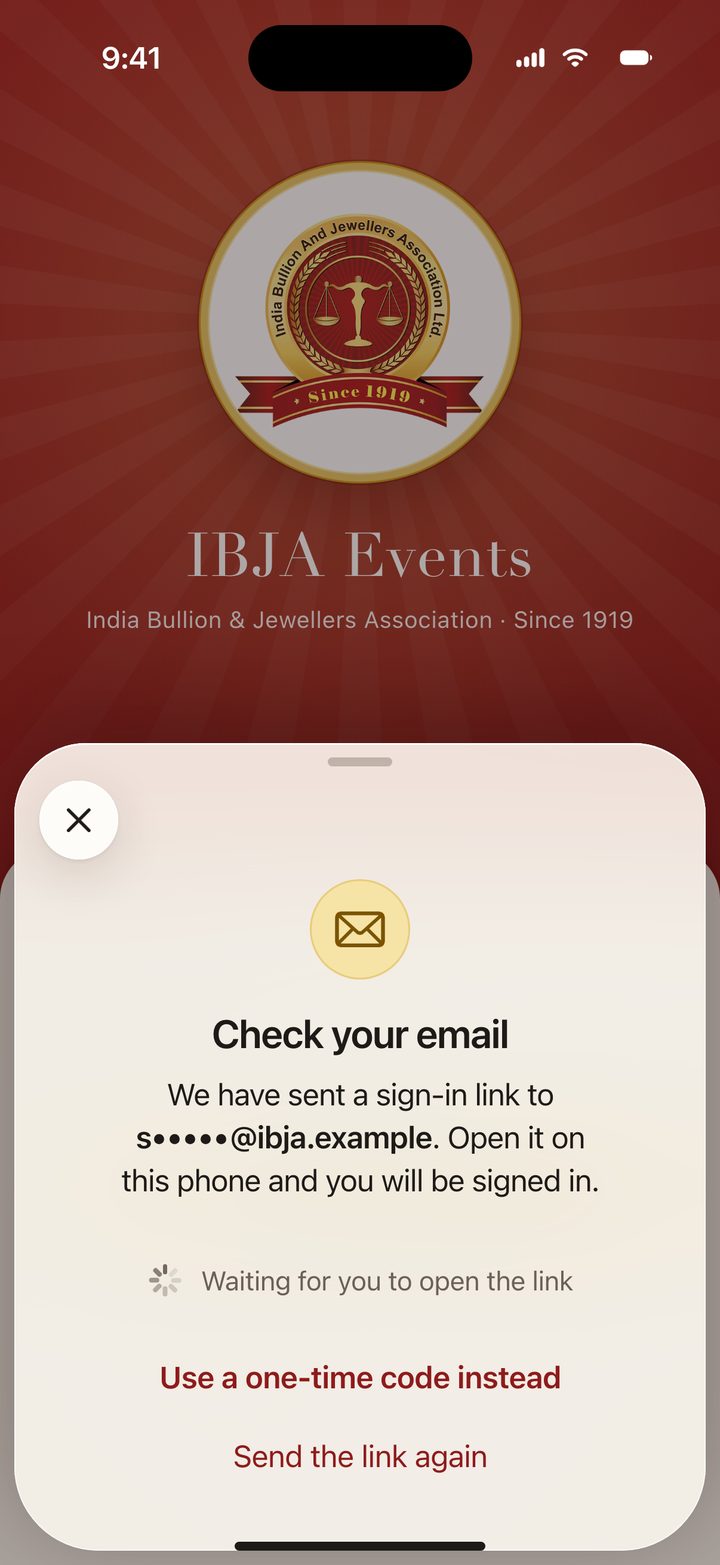 9:41
India Bullion And Jewellers Association Ltd.
Since 1919
IBJA Events
India Bullion & Jewellers Association · Since 1919
Check your email
We have sent a sign-in link to
s•••••@ibja.example. Open it on
this phone and you will be signed in.
Waiting for you to open the link
Use a one-time code instead
Send the link again